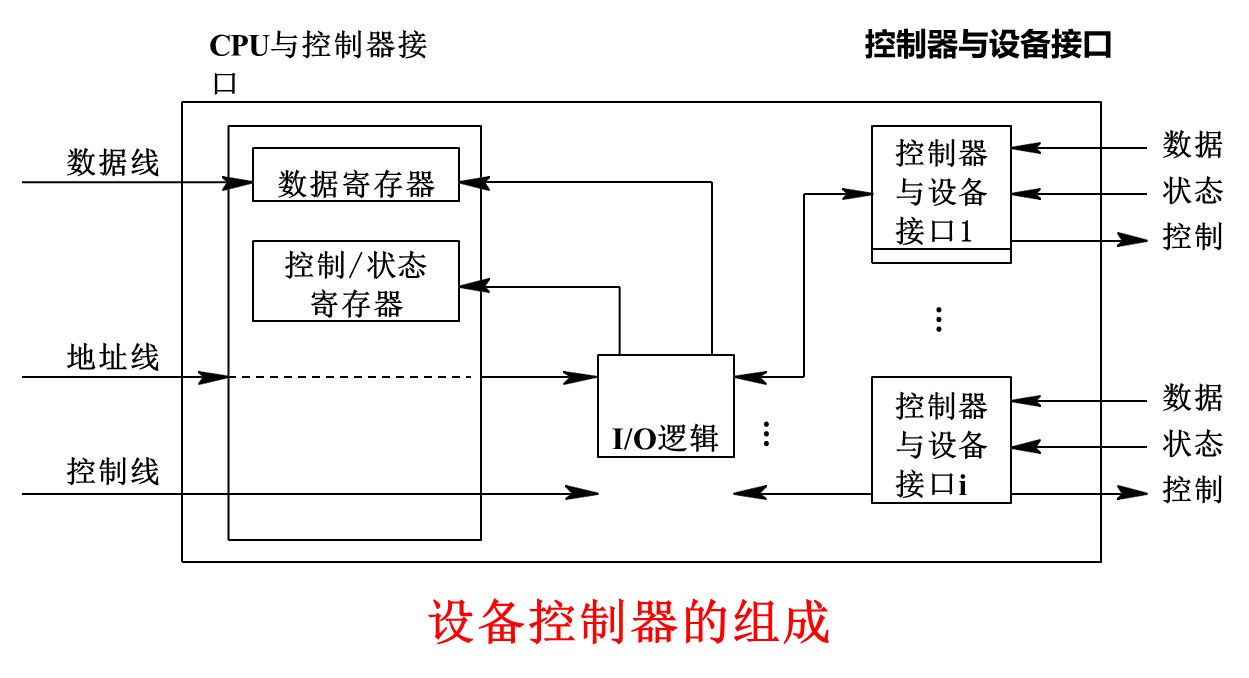 CPU与控制器接
口
控制器与设备接口
数据线
数据寄存器
控制/状态
寄存器
地址线
控制线
I/O逻辑
控制器
与设备
接口1
数据
状态
控制
控制器
与设备
接口i
数据
状态
控制
设备控制器的组成